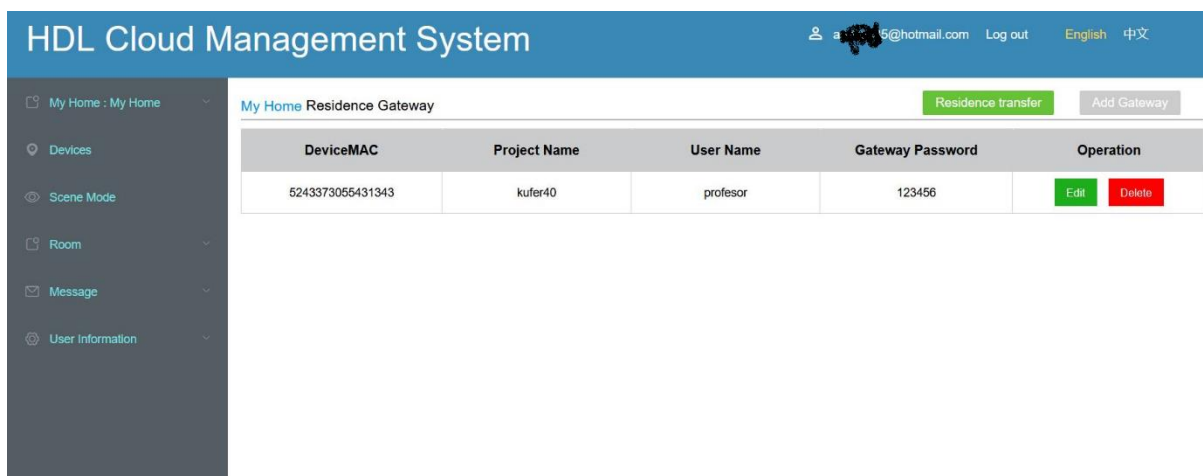 HDL Cloud Management System
5@hotmail.com Log out English 中文
My Home : My Home
Devices
Scene Mode
Room
Message
User Information
My Home Residence Gateway
Residence transfer Add Gateway
DeviceMAC Project Name User Name Gateway Password Operation
5243373055431343 kufer40 profesor 123456 Edit Delete